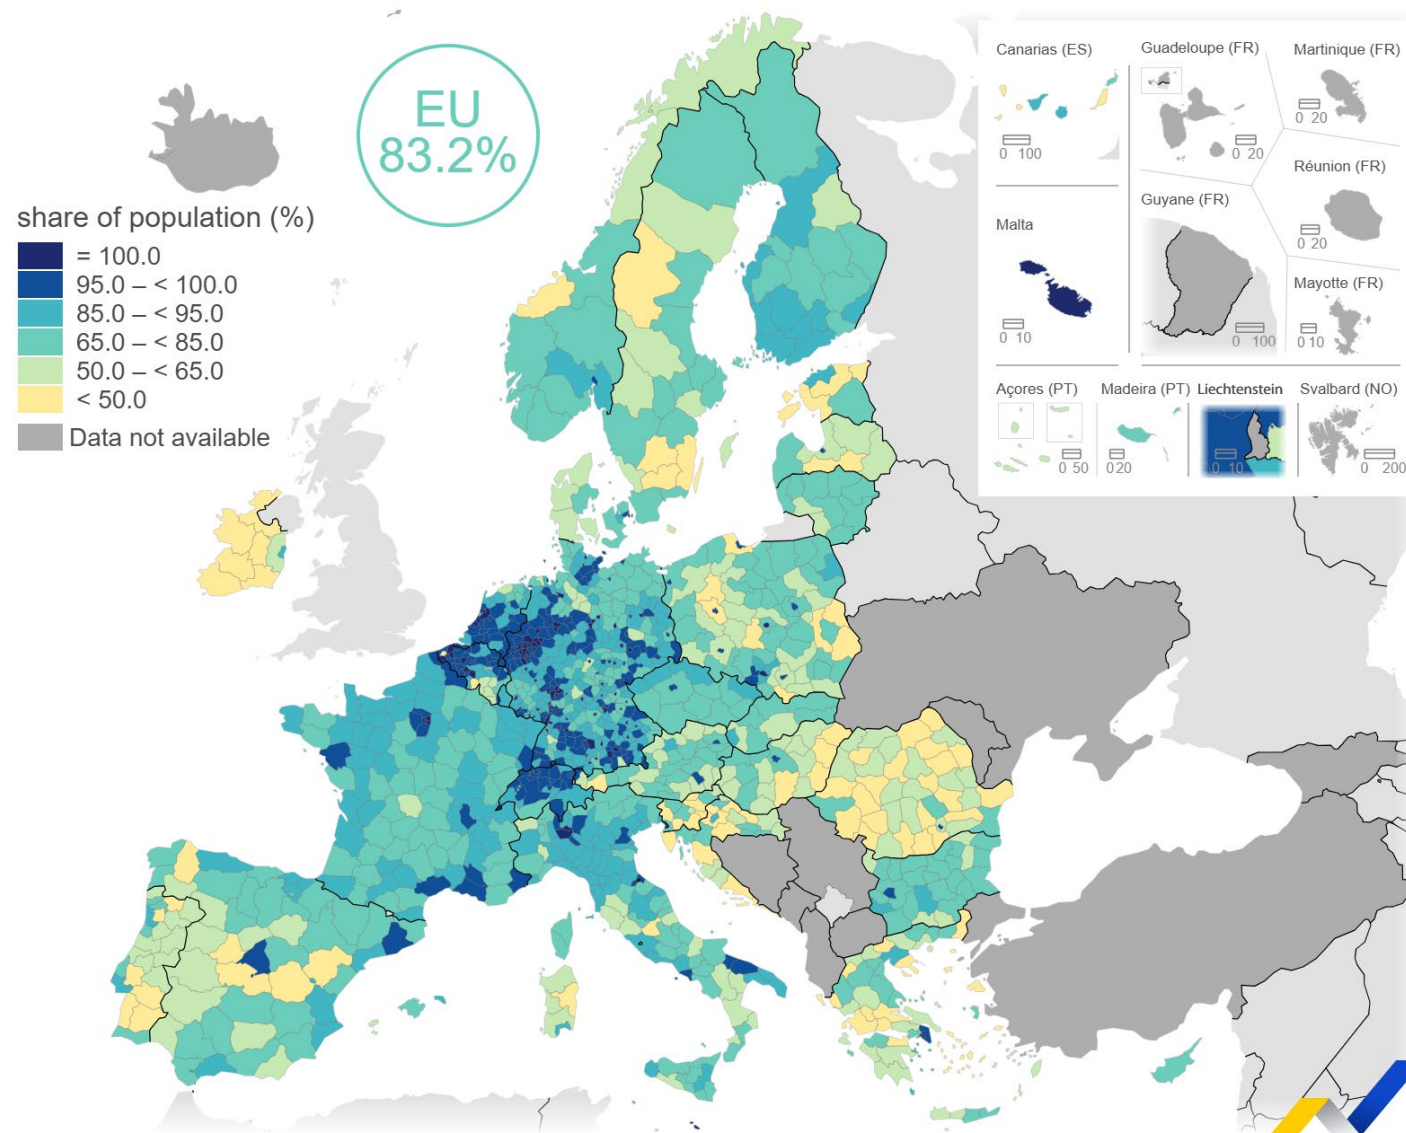 EU
83.2%
share of population (%)
= 100.0
95.0 – < 100.0
85.0 – < 95.0
65.0 – < 85.0
50.0 – < 65.0
< 50.0
Data not available
Canarias (ES)
0 100
Guadeloupe (FR)
0 20
Martinique (FR)
0 20
Réunion (FR)
0 20
Guyane (FR)
0 100
Mayotte (FR)
0 10
Malta
0 10
Açores (PT)
0 50
Madeira (PT)
0 20
Liechtenstein
0 10
Svalbard (NO)
0 200